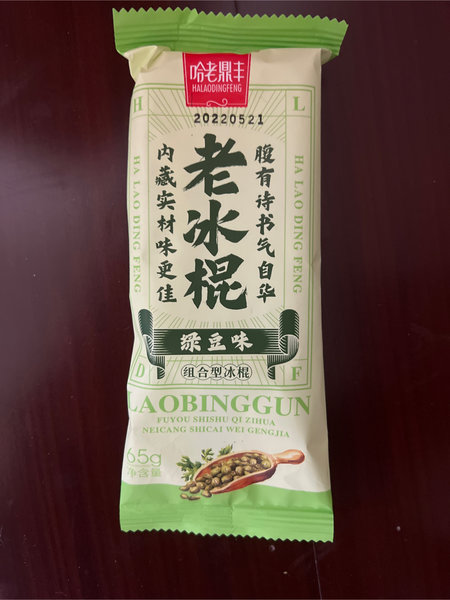 哈老鼎丰
HALAODINGFENG
20220521
H L
HA LAO DING FENG
HA LAO DING FENG
腹有诗书气自华
老冰棍
内藏实材味更佳
绿豆味
组合型冰棍
D F
LAOBINGGUN
FUYOU SHISHU QI ZIHUA
NEICANG SHICAI WEI GENGJIA
65g
净含量